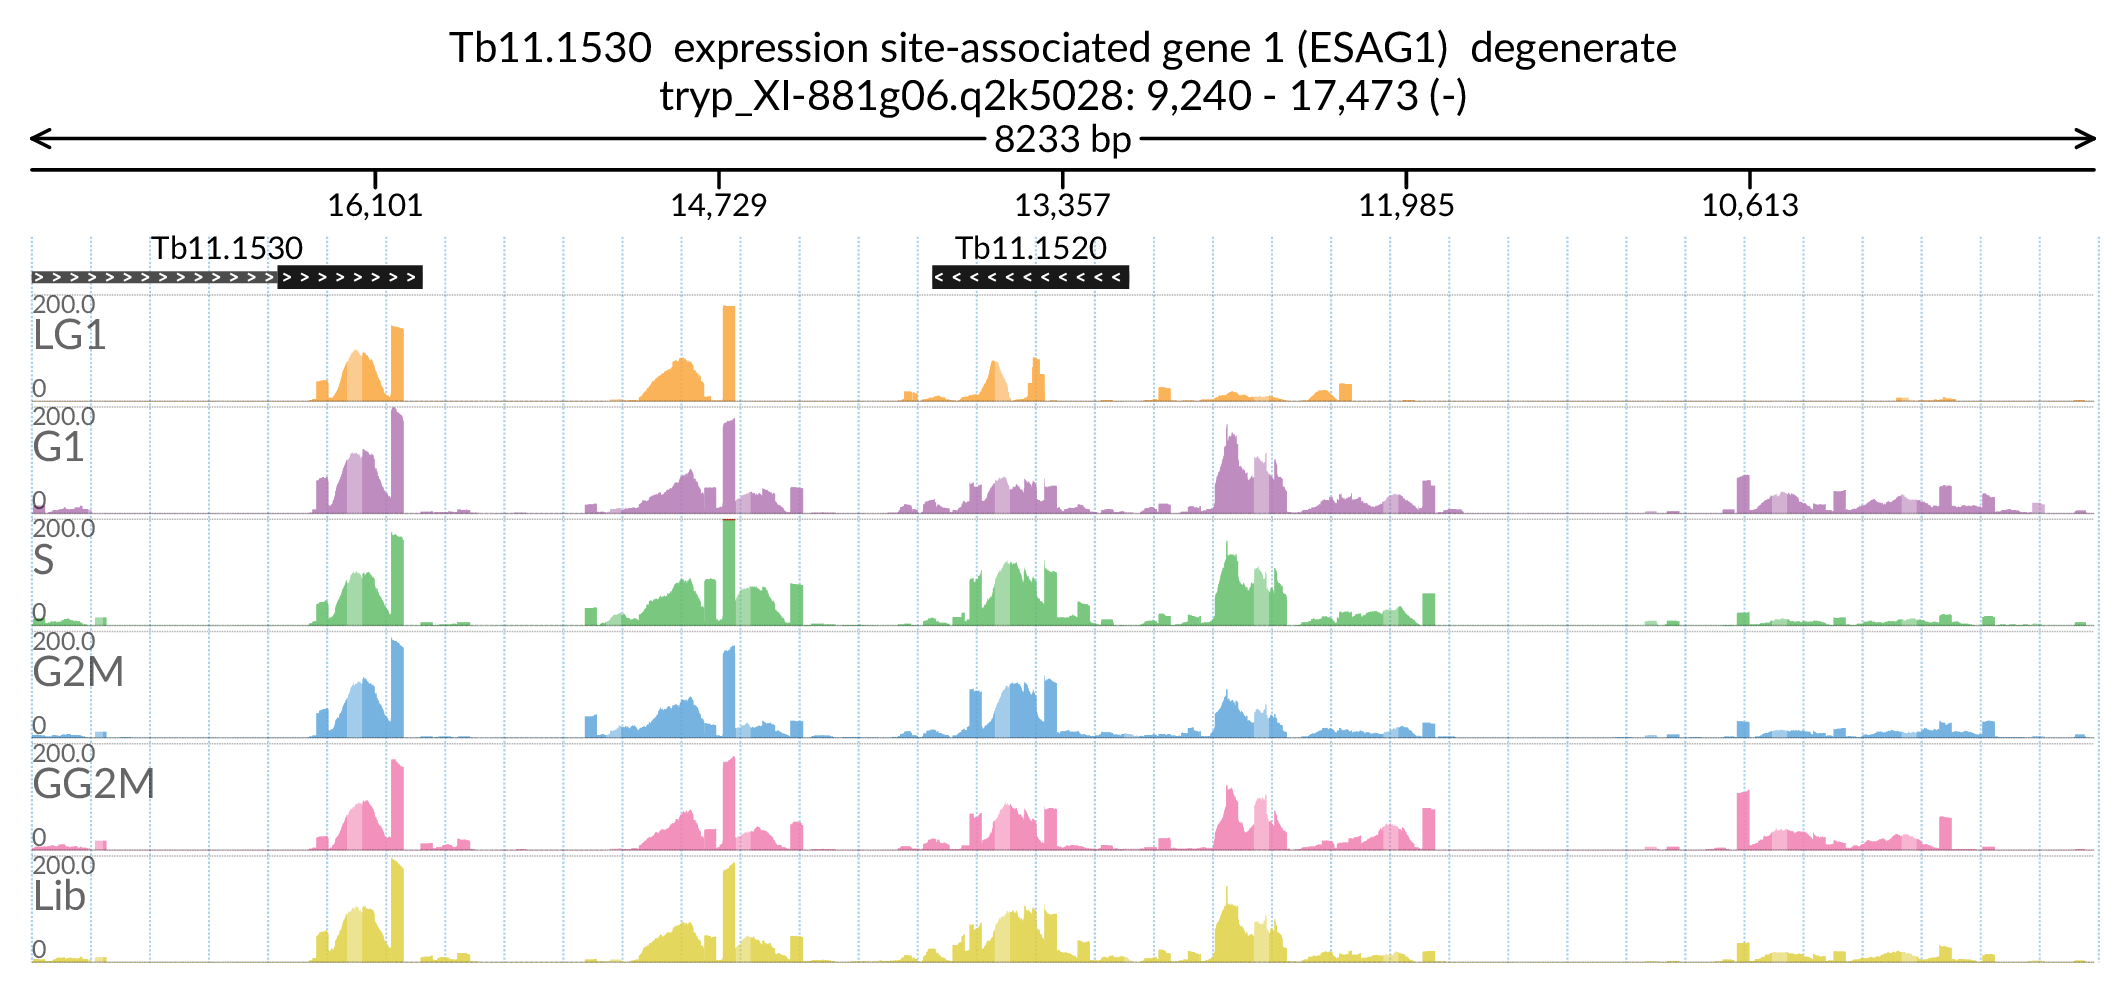 Tb11.1530 expression site-associated gene 1 (ESAG1) degenerate
tryp_XI-881g06.q2k5028: 9,240 - 17,473 (-)
8233 bp
16,101 14,729 13,357 11,985 10,613
Tb11.1530 Tb11.1520
200.0
LG1
0
200.0
G1
0
200.0
S
0
200.0
G2M
0
200.0
GG2M
0
200.0
Lib
0